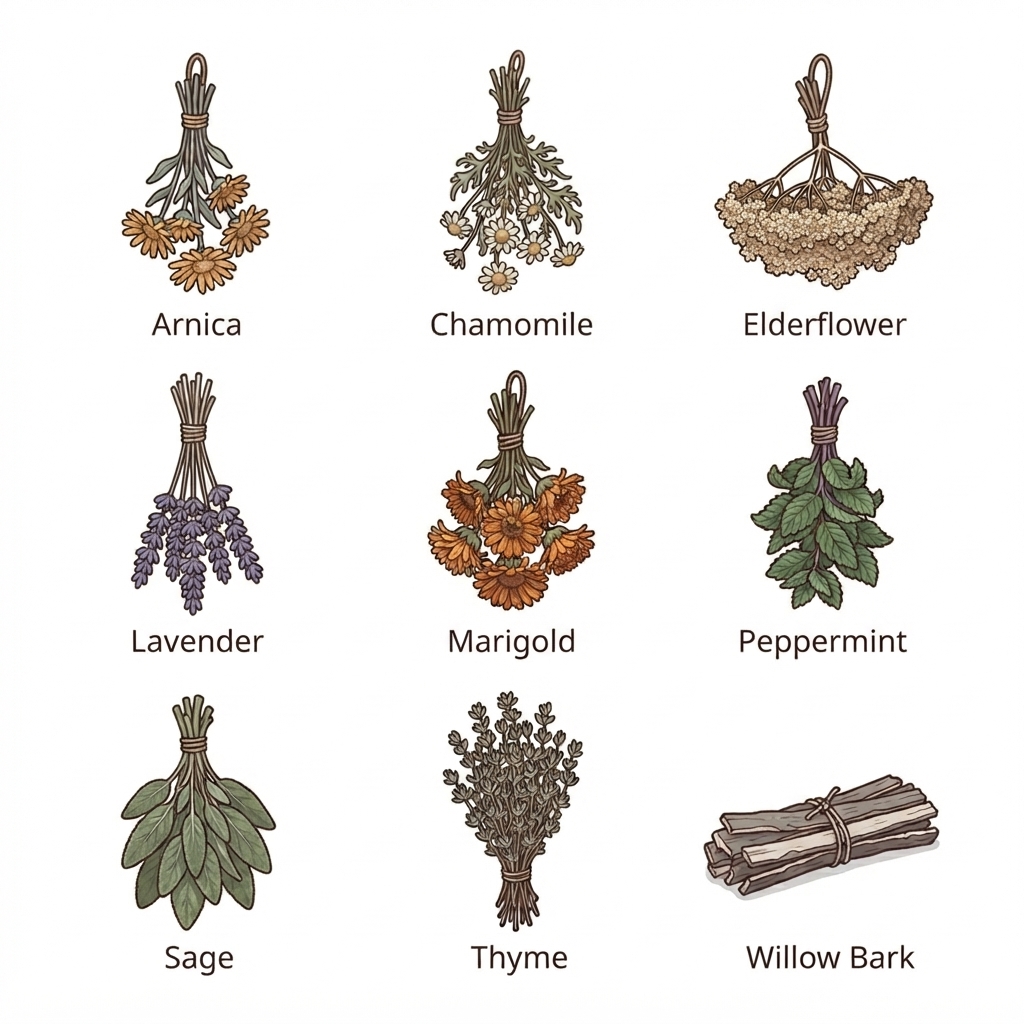 Arnica
Chamomile
Elderflower
Lavender
Marigold
Peppermint
Sage
Thyme
Willow Bark